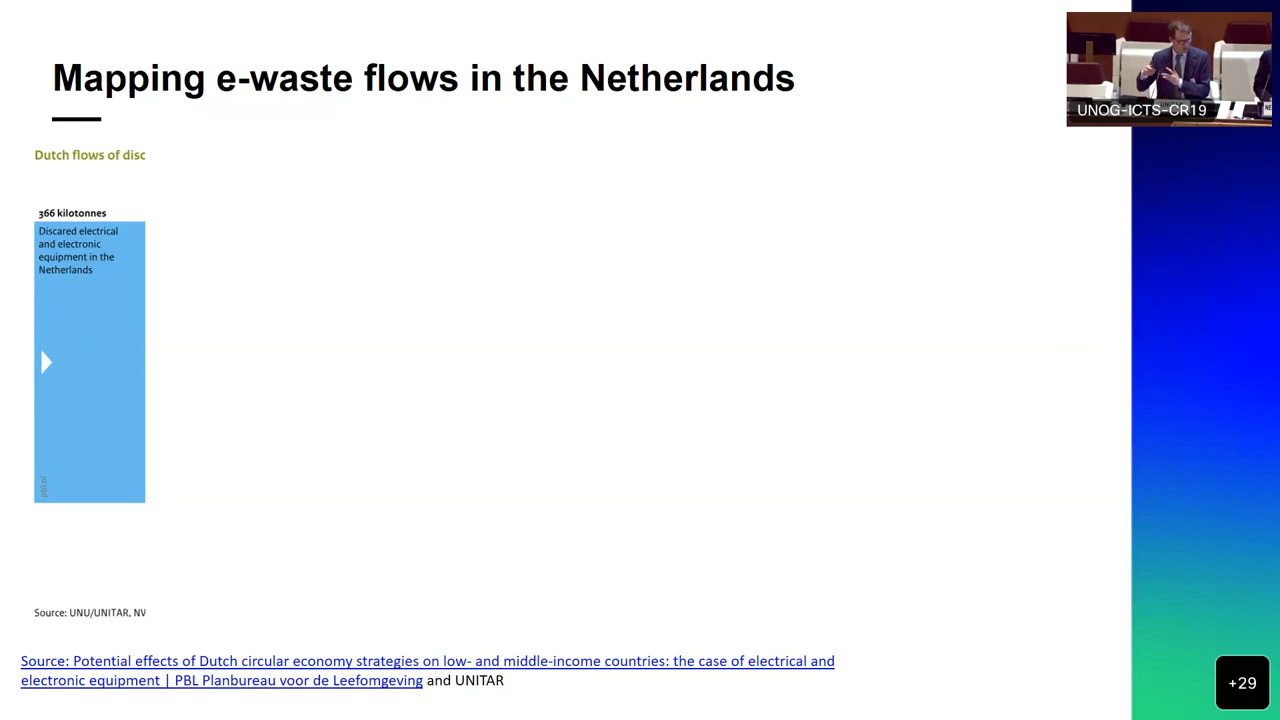 Mapping e-waste flows in the Netherlands
UNOG-ICTS-CR19
Dutch flows of disc
366 kilotonnes
Discared electrical
and electronic
equipment in the
Netherlands
pbl.nl
Source: UNU/UNITAR, NV
Source: Potential effects of Dutch circular economy strategies on low- and middle-income countries: the case of electrical and
electronic equipment | PBL Planbureau voor de Leefomgeving and UNITAR
+29